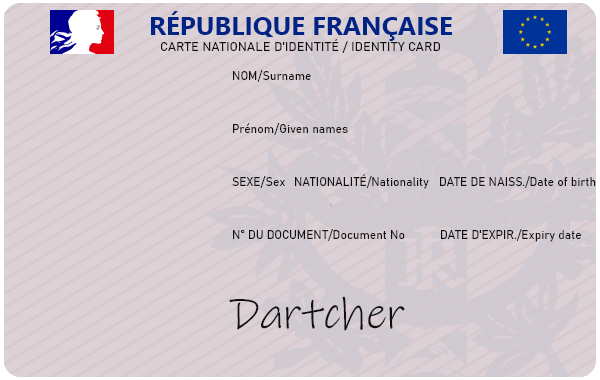 RÉPUBLIQUE FRANÇAISE
CARTE NATIONALE D'IDENTITÉ / IDENTITY CARD
NOM/Surname
Prénom/Given names
SEXE/Sex NATIONALITÉ/Nationality DATE DE NAISS./Date of birth
N° DU DOCUMENT/Document No DATE D'EXPIR./Expiry date
Dartcher